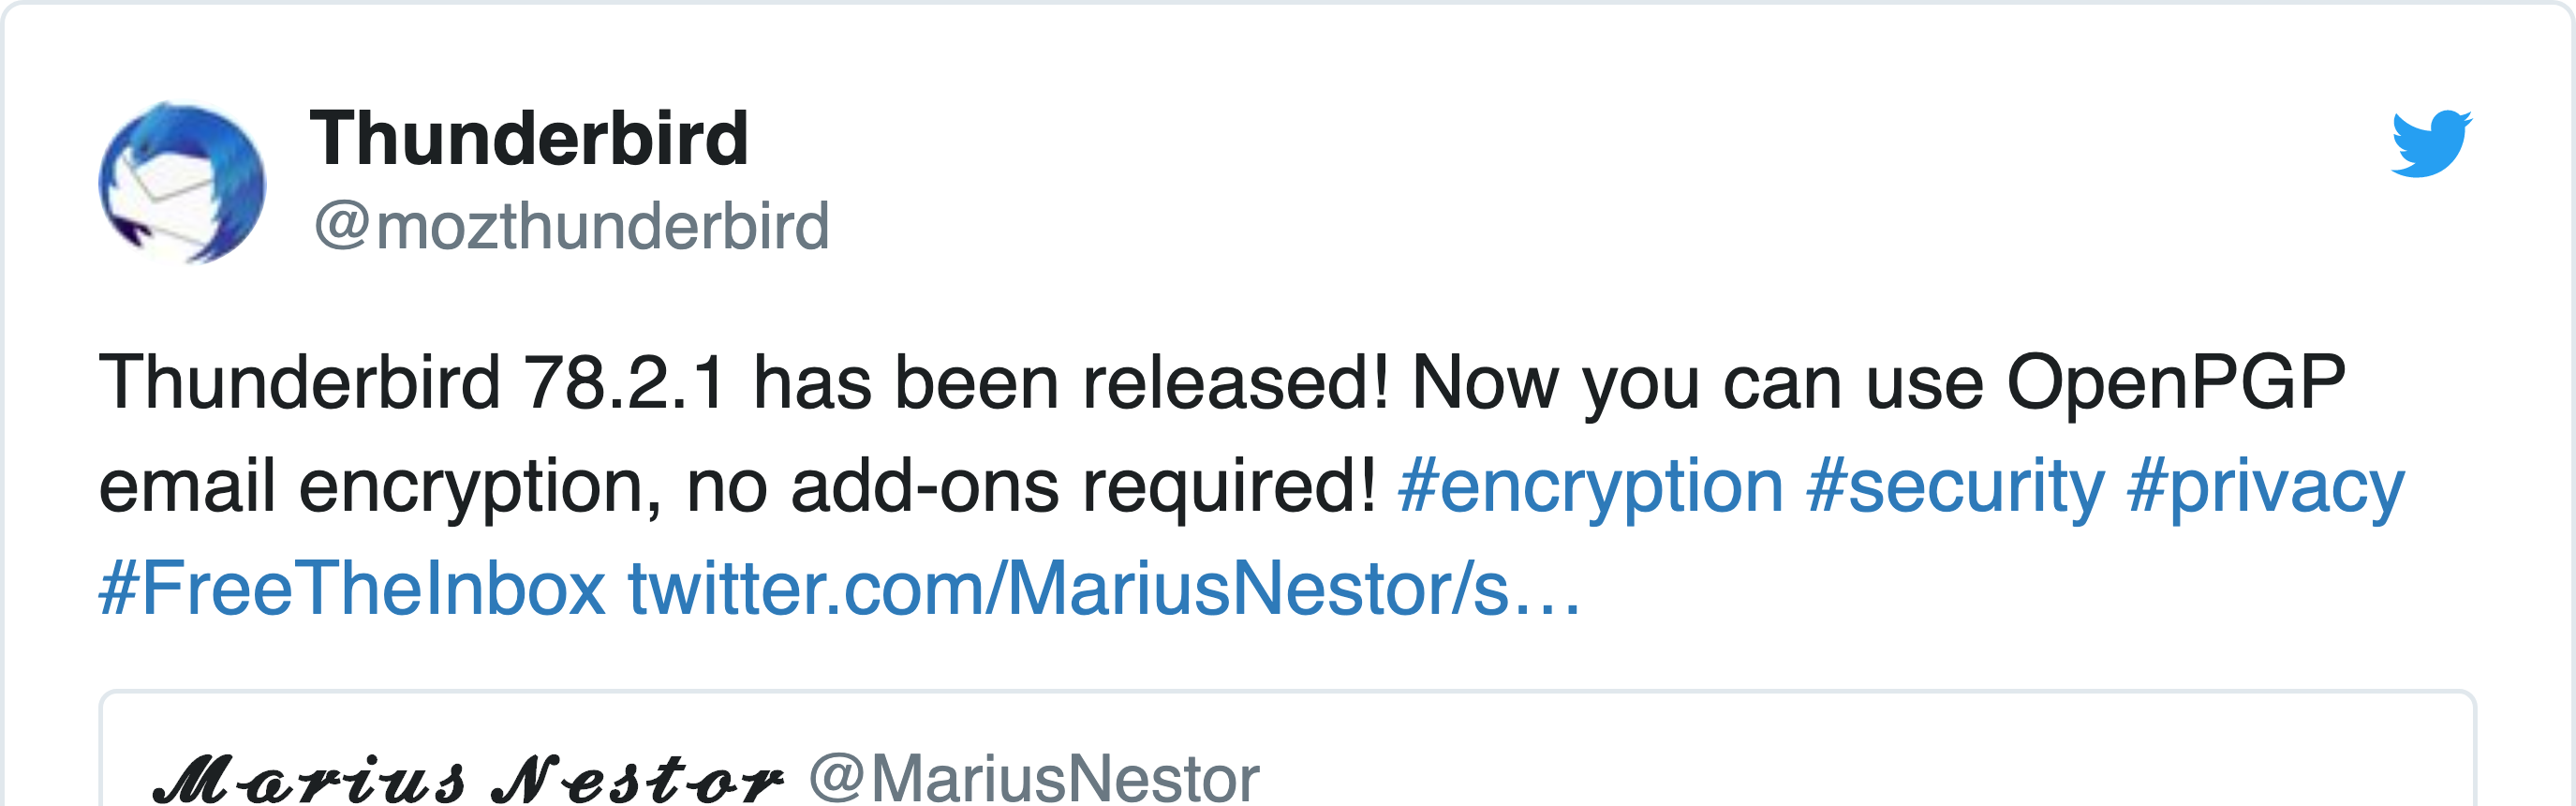 Thunderbird
@mozthunderbird
Thunderbird 78.2.1 has been released! Now you can use OpenPGP
email encryption, no add-ons required! #encryption #security #privacy
#FreeTheInbox twitter.com/MariusNestor/s…
𝓜𝓪𝓻𝓲𝓾𝓼 𝓝𝓮𝓼𝓽𝓸𝓻 @MariusNestor